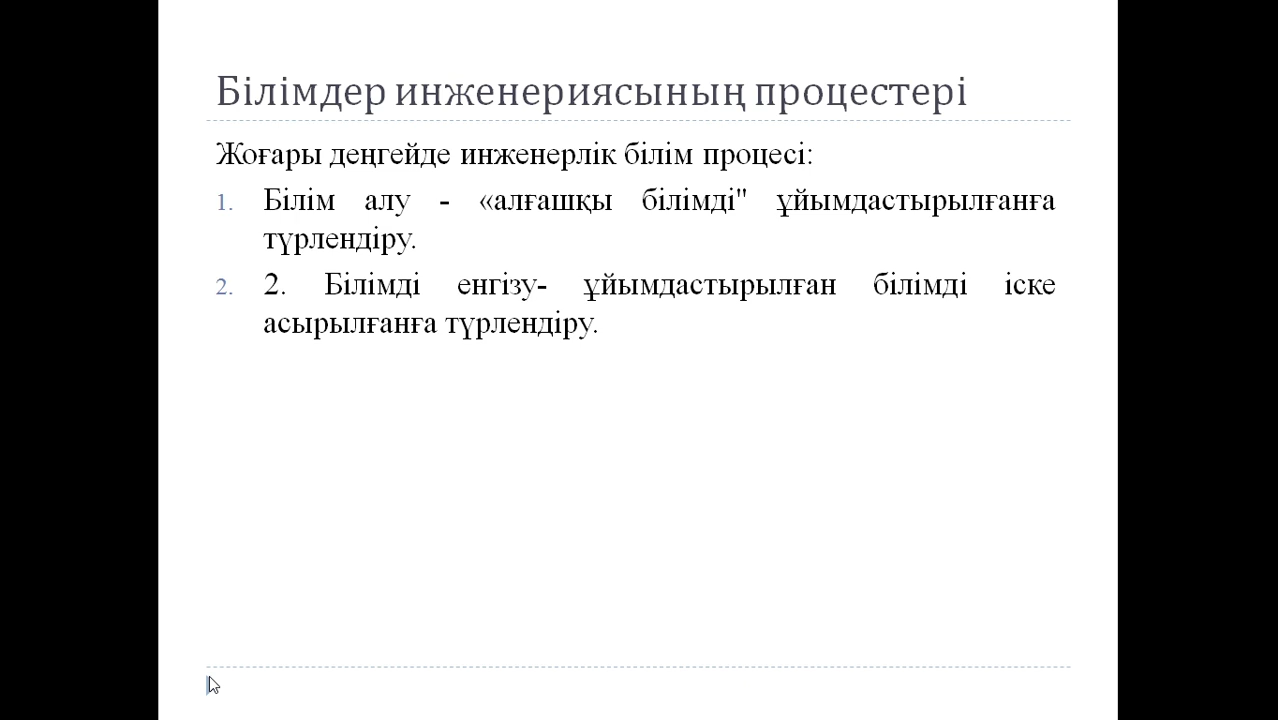 Білімдер инженериясының процестері
Жоғары деңгейде инженерлік білім процесі:
1. Білім алу - «алғашқы білімді" ұйымдастырылғанға
түрлендіру.
2. 2. Білімді енгізу- ұйымдастырылған білімді іске
асырылғанға түрлендіру.